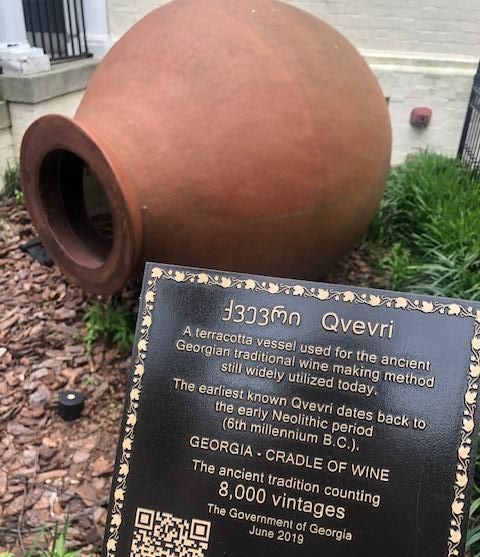 ქვევრი Qvevri
A terracotta vessel used for the ancient
Georgian traditional wine making method
still widely utilized today.
The earliest known Qvevri dates back to
the early Neolithic period
(6th millennium B.C.).
GEORGIA - CRADLE OF WINE
The ancient tradition counting
8,000 vintages
The Government of Georgia
June 2019